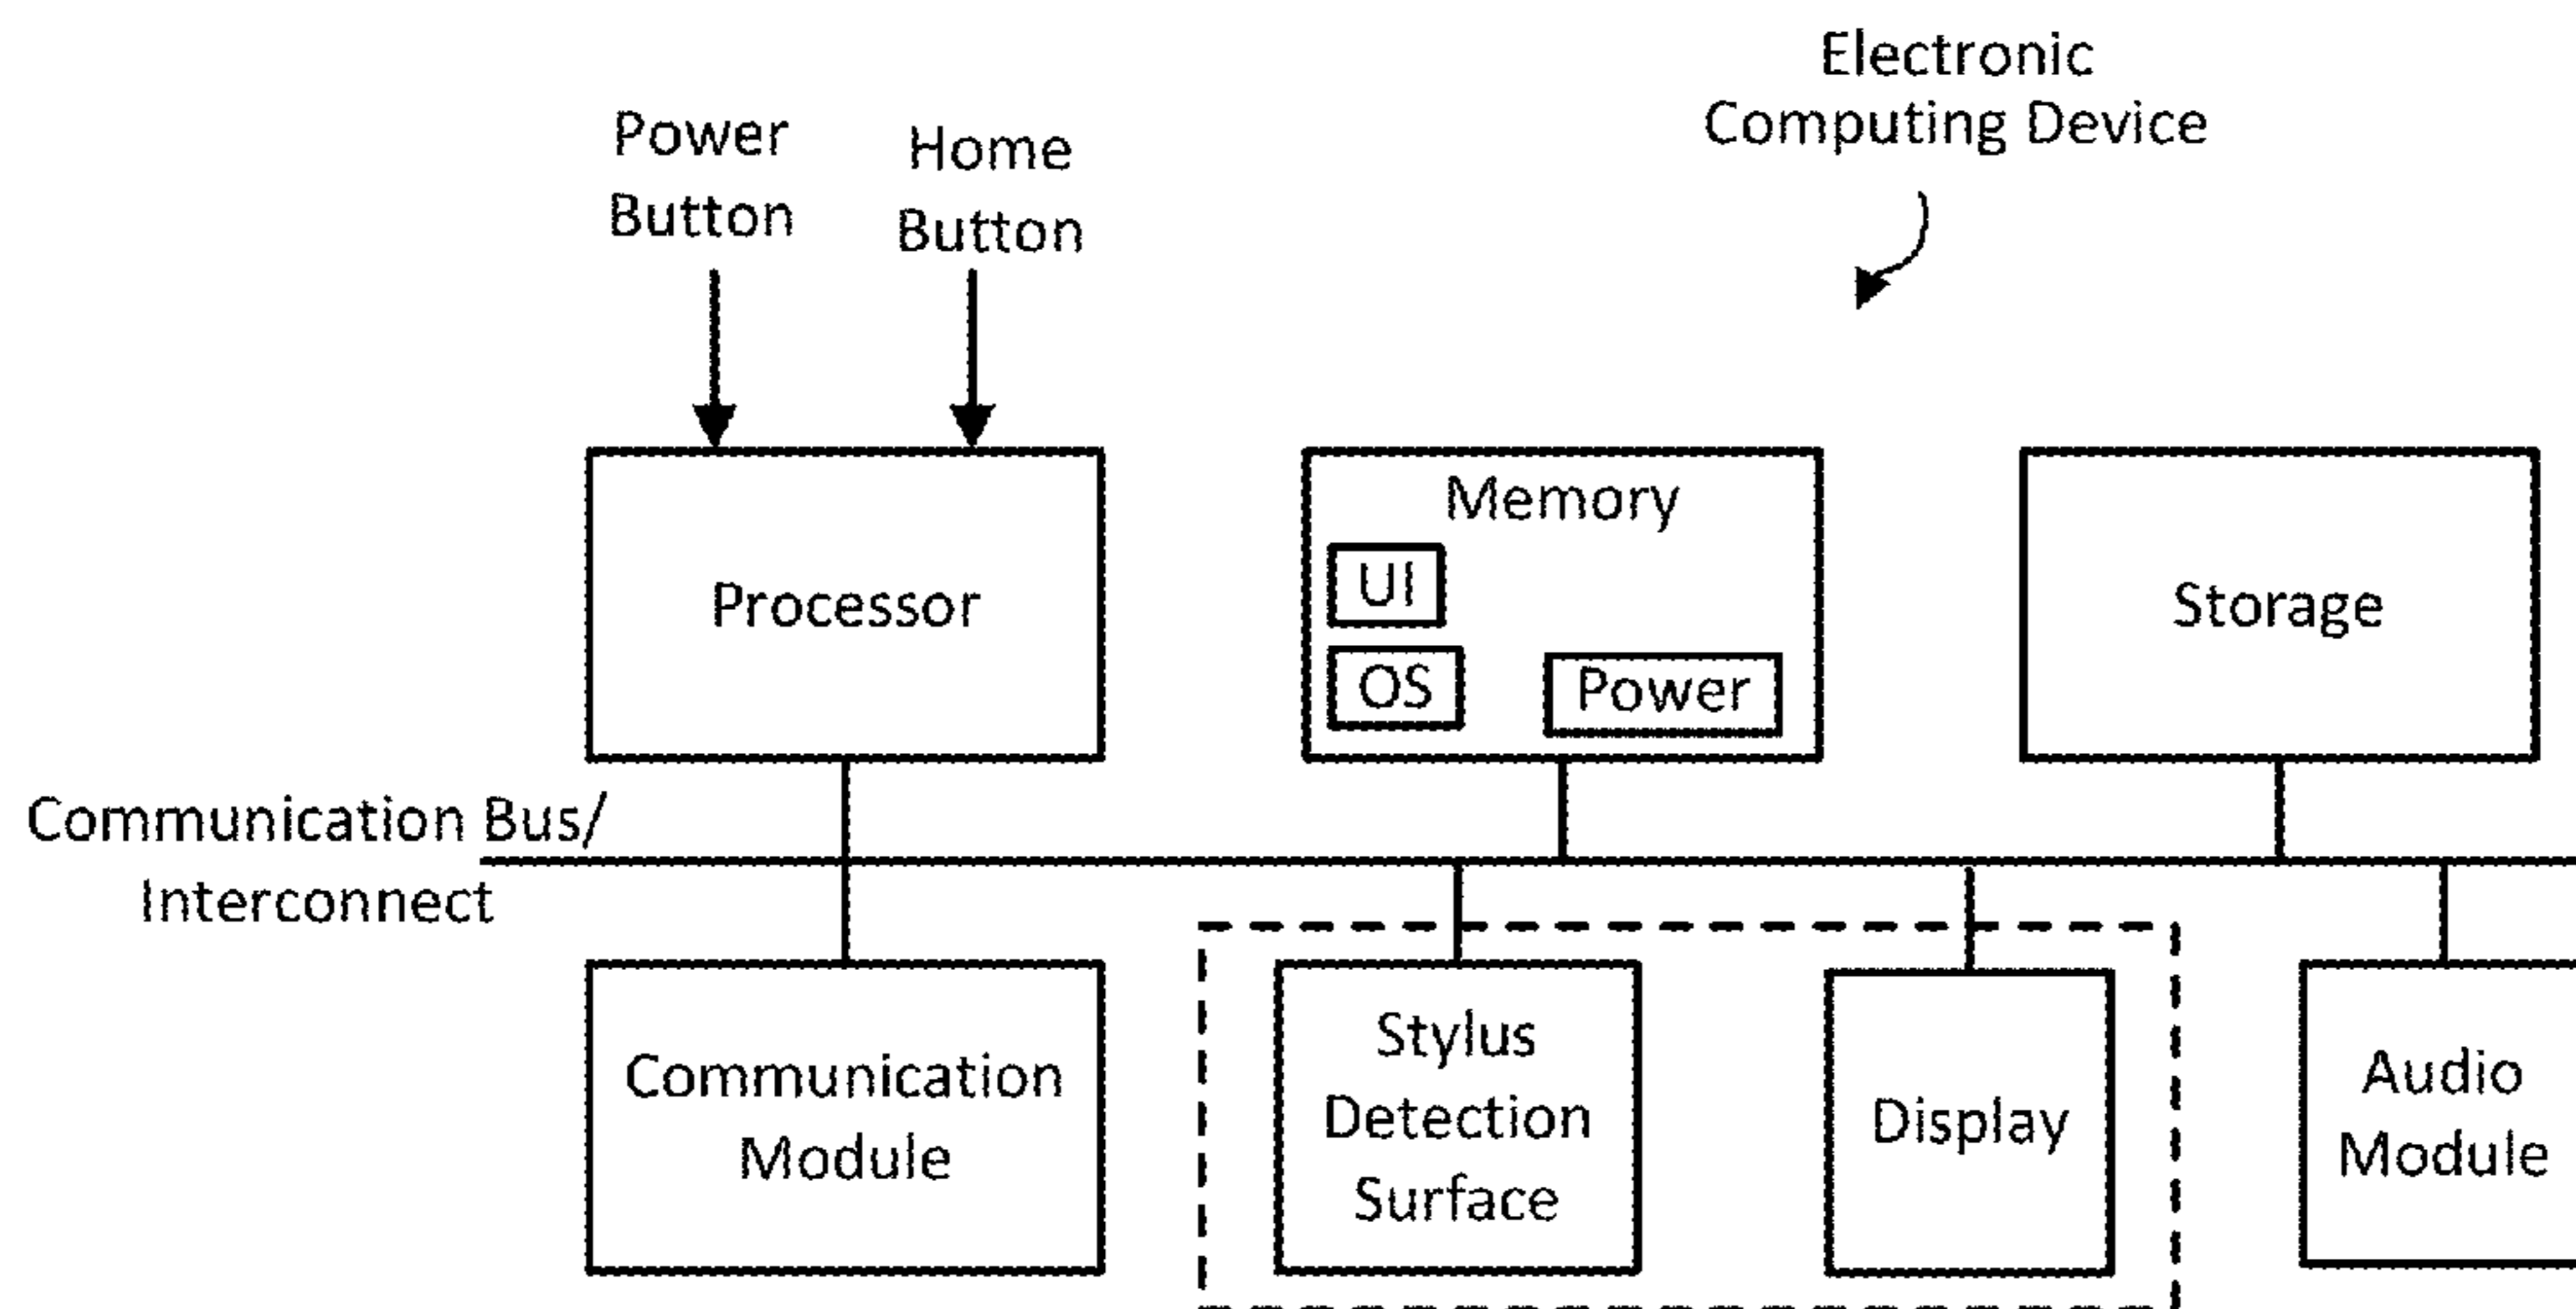 Electronic
Computing Device
Power
Button
Home
Button
Processor
Memory
UI
OS
Power
Storage
Communication Bus/
Interconnect
Communication
Module
Stylus
Detection
Surface
Display
Audio
Module